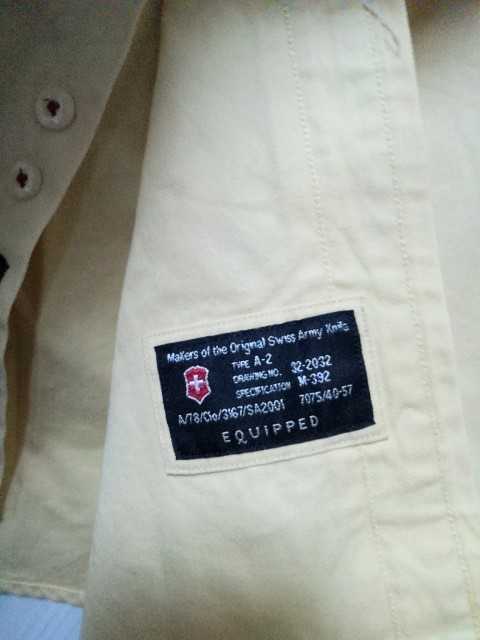 Makers of the Original Swiss Army Knife
TYPE A-2
DRAWING NO. 32-2032
SPECIFICATION M-392
A/78/Clo/3167/SA2001 7075/40-57
EQUIPPED